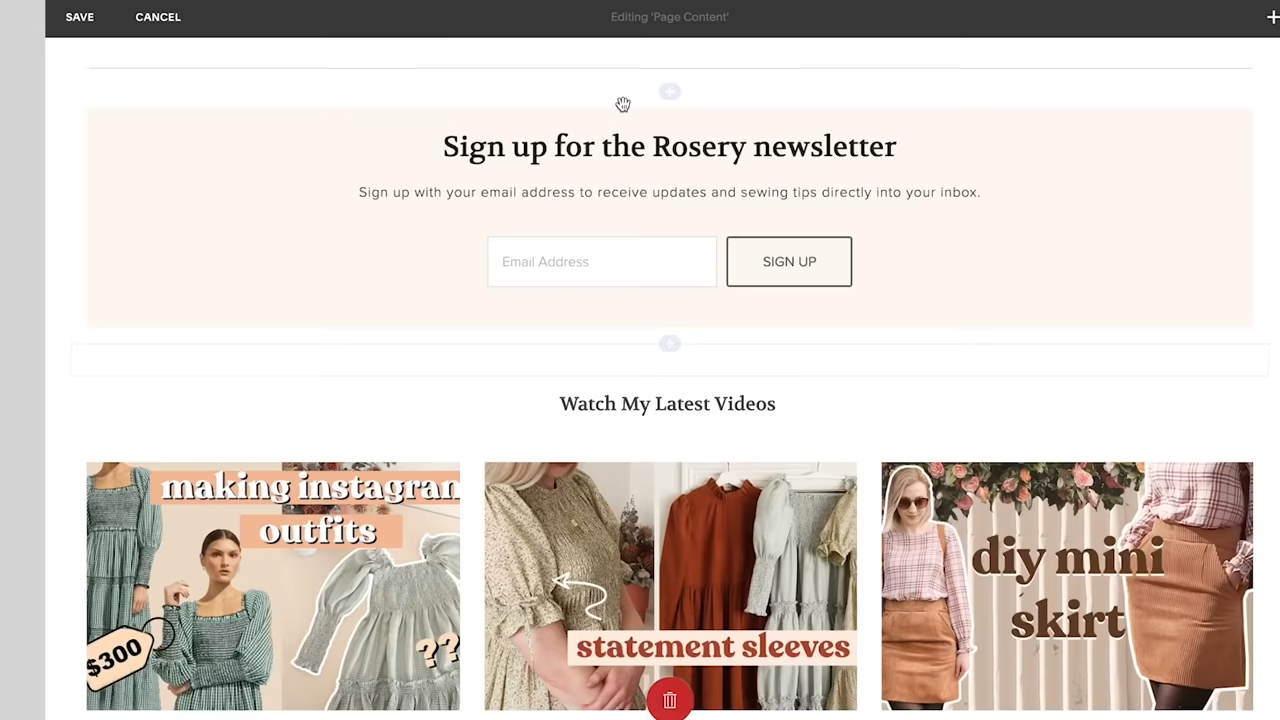 SAVE CANCEL Editing 'Page Content'
Sign up for the Rosery newsletter
Sign up with your email address to receive updates and sewing tips directly into your inbox.
Email Address SIGN UP
Watch My Latest Videos
making instagram
outfits
$300
??
statement sleeves
diy mini
skirt